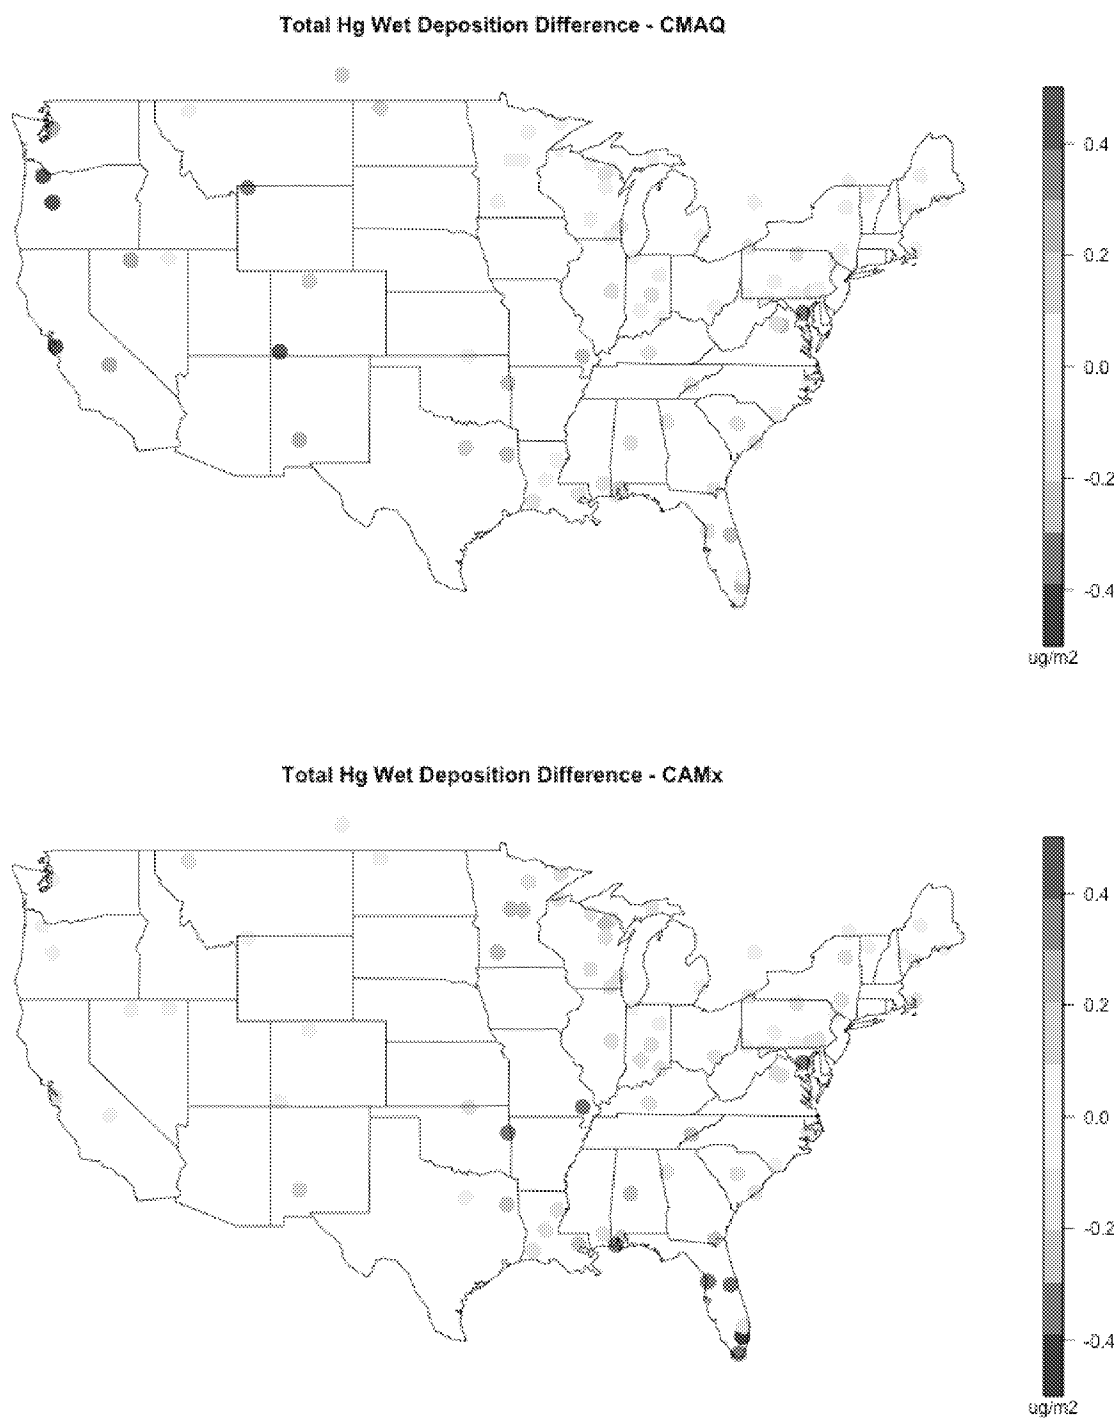 Total Hg Wet Deposition Difference - CMAQ
0.4
0.2
0.0
-0.2
-0.4
ug/m2
Total Hg Wet Deposition Difference - CAMx
0.4
0.2
0.0
-0.2
-0.4
ug/m2